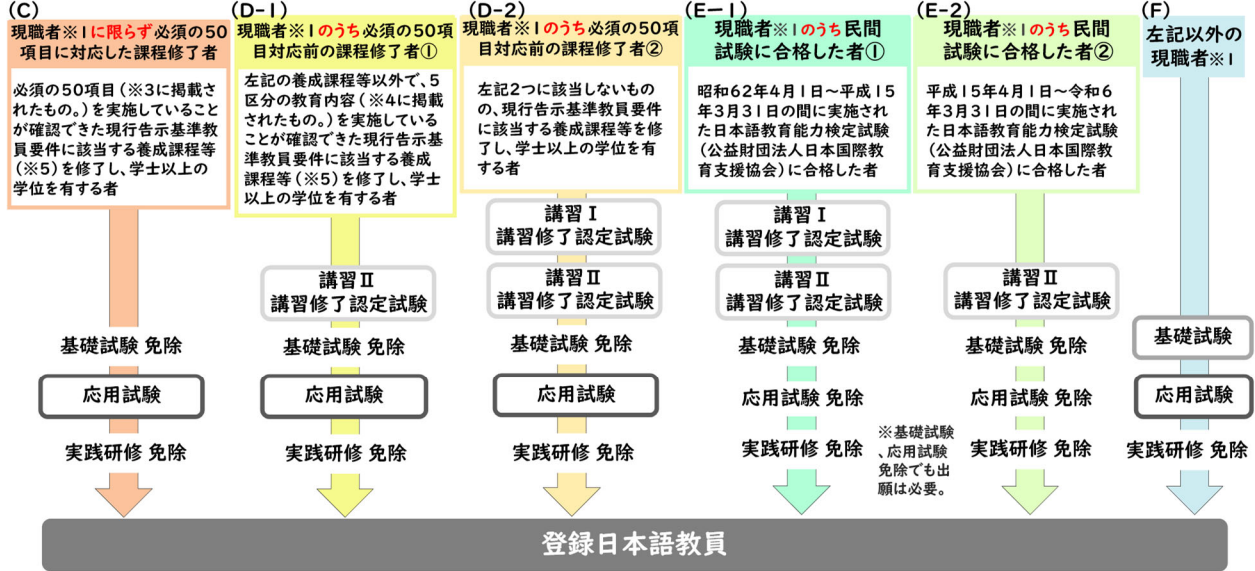 (C)
現職者※1に限らず必須の50
項目に対応した課程修了者
必須の50項目(※3に掲載
されたもの。)を実施しているこ
とが確認できた現行告示基準教
員要件に該当する養成課程等
(※5)を修了し、学士以上の
学位を有する者
基礎試験 免除
応用試験
実践研修 免除
(D-1)
現職者※1のうち必須の50項
目対応前の課程修了者①
左記の養成課程等以外で、5
区分の教育内容(※4に掲載
されたもの。)を実施しているこ
とが確認できた現行告示基
準教員要件に該当する養成
課程等(※5)を修了し、学士
以上の学位を有する者
講習Ⅱ
講習修了認定試験
基礎試験 免除
応用試験
実践研修 免除
(D-2)
現職者※1のうち必須の50項
目対応前の課程修了者②
左記2つに該当しないもの
の、現行告示基準教員要件
に該当する養成課程等を修
了し、学士以上の学位を有
する者
講習Ⅰ
講習修了認定試験
講習Ⅱ
講習修了認定試験
基礎試験 免除
応用試験
実践研修 免除
(E-1)
現職者※1のうち民間
試験に合格した者①
昭和62年4月1日~平成15
年3月31日の間に実施され
た日本語教育能力検定試験
(公益財団法人日本国際教
育支援協会)に合格した者
講習Ⅰ
講習修了認定試験
講習Ⅱ
講習修了認定試験
基礎試験 免除
応用試験 免除
実践研修 免除
※基礎試験
、応用試験
免除でも出
願は必要。
(E-2)
現職者※1のうち民間
試験に合格した者②
平成15年4月1日~令和6
年3月31日の間に実施され
た日本語教育能力検定試験
(公益財団法人日本国際教
育支援協会)に合格した者
講習Ⅱ
講習修了認定試験
基礎試験 免除
応用試験 免除
実践研修 免除
(F)
左記以外の
現職者※1
基礎試験
応用試験
実践研修 免除
登録日本語教員